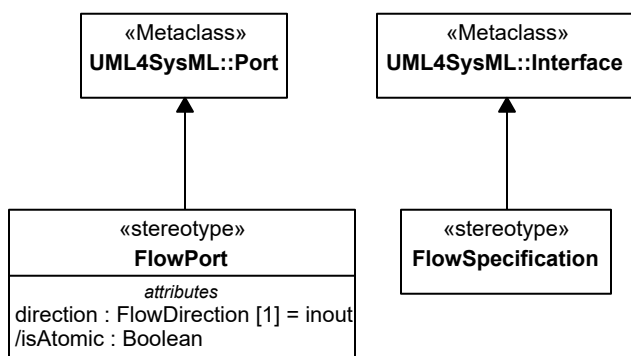 «Metaclass»
UML4SysML::Port
«Metaclass»
UML4SysML::Interface
«stereotype»
FlowPort
attributes
direction : FlowDirection [1] = inout
/isAtomic : Boolean
«stereotype»
FlowSpecification